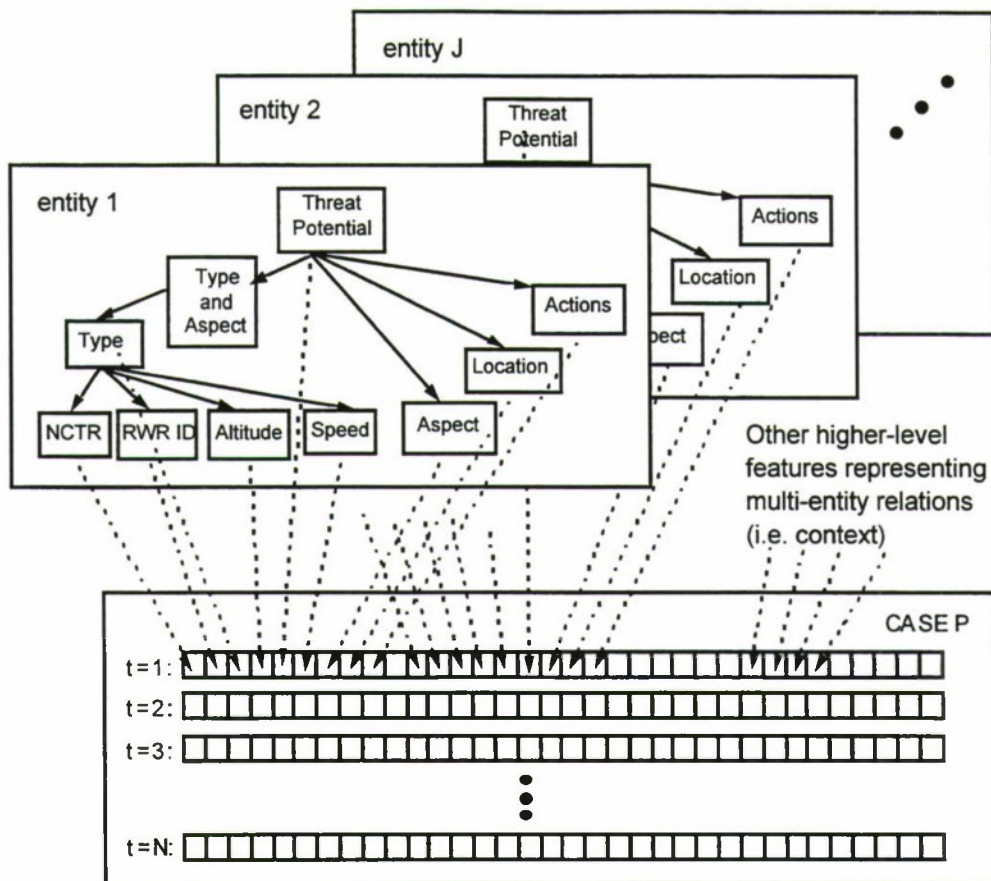 entity J
entity 2
Threat
Potential
Actions
Location
pect
entity 1
Threat
Potential
Type
and
Aspect
Actions
Type
Location
NCTR
RWR ID
Altitude
Speed
Aspect
Other higher-level
features representing
multi-entity relations
(i.e. context)
CASE P
t=1:
t=2:
t=3:
t=N: